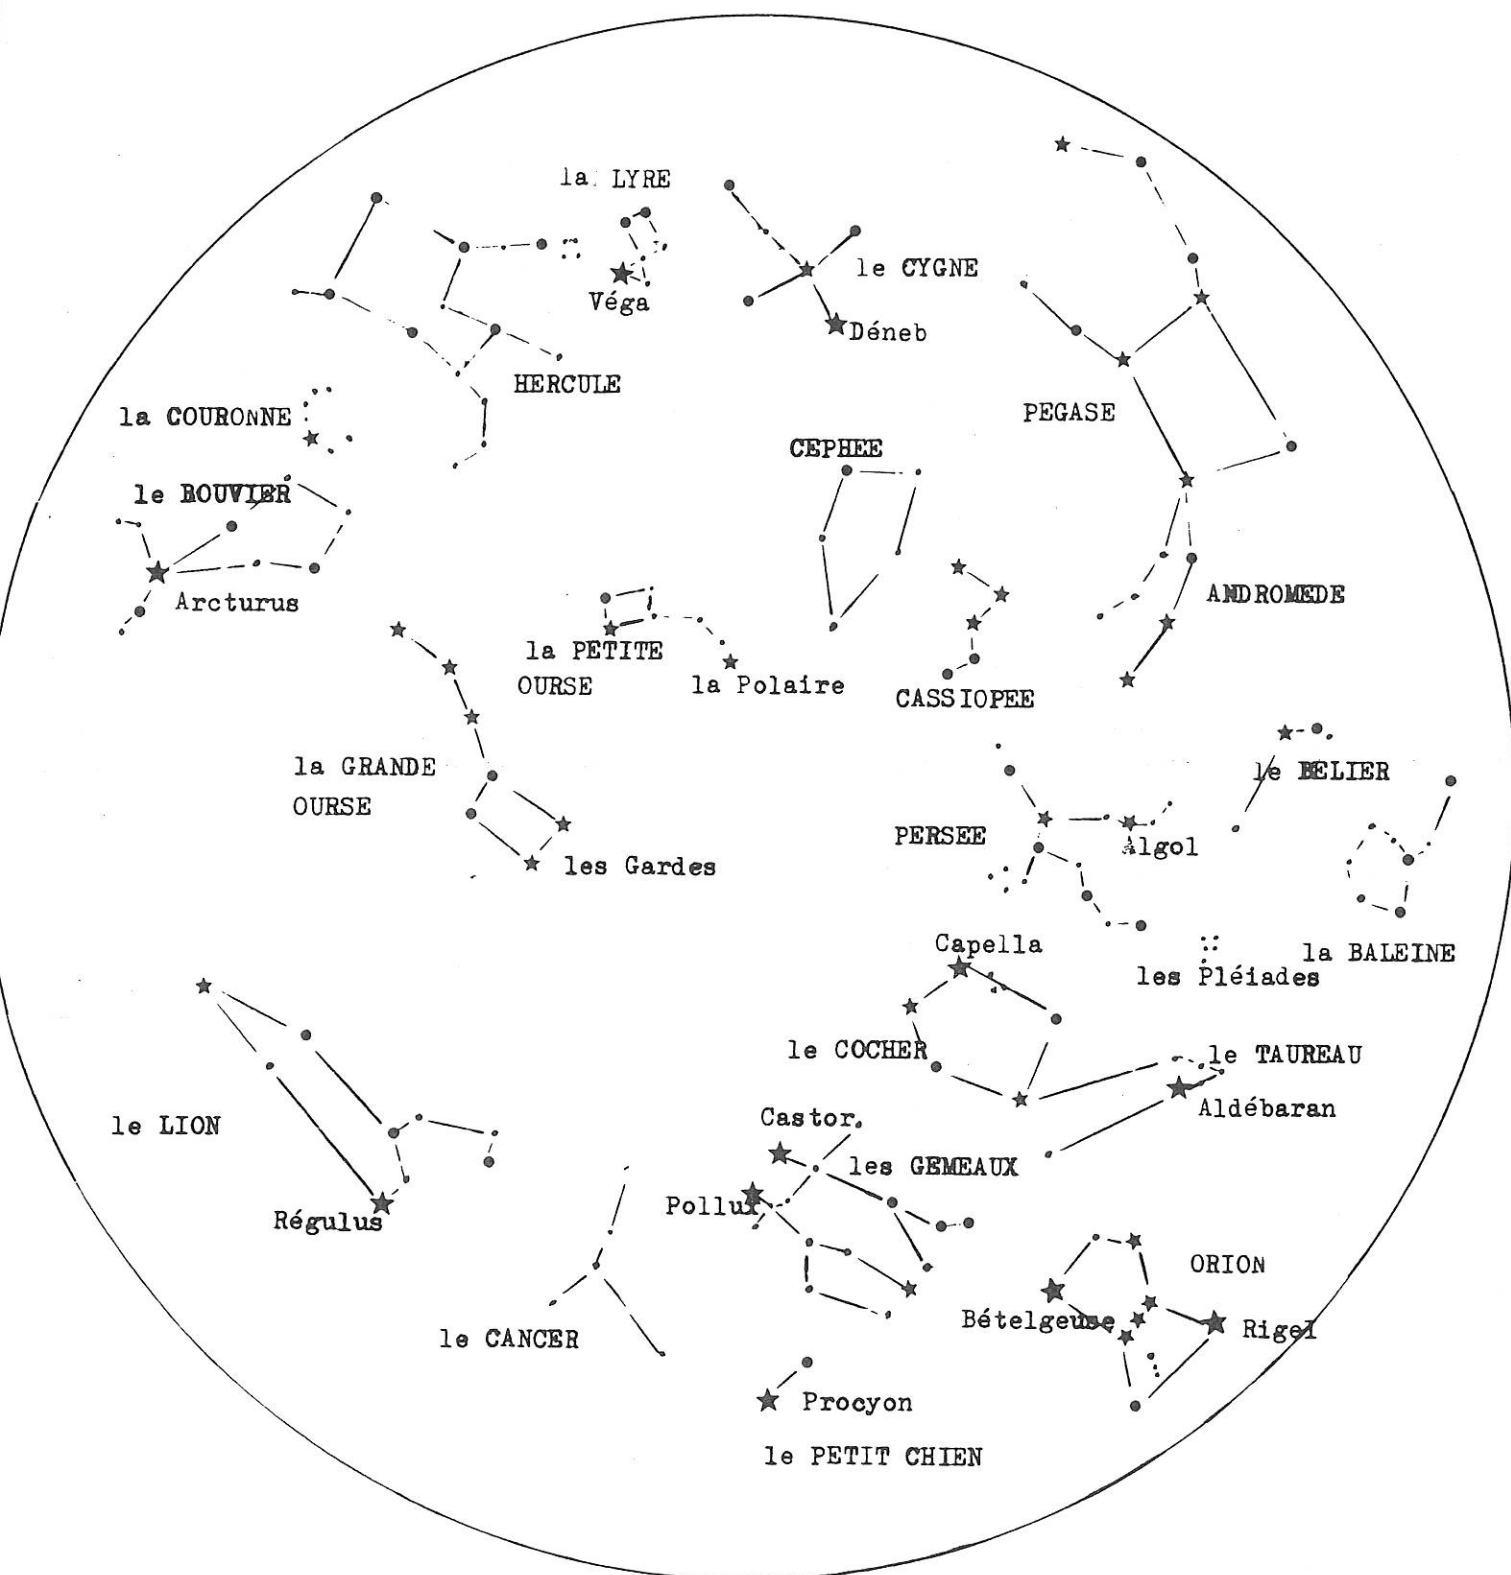 la LYRE
le CYGNE
Véga
Déneb
HERCULE
la COURONNE
PEGASE
CEPHEE
le BOUVIER
Arcturus
ANDROMEDE
la PETITE
OURSE
la Polaire
CASSIOPEE
la GRANDE
OURSE
le BELIER
PERSEE
Algol
les Gardes
Capella
la BALEINE
les Pléiades
le COCHER
le TAUREAU
Aldébaran
le LION
Castor
les GEMEAUX
Pollux
Régulus
ORION
Bételgeuse
Rigel
le CANCER
Procyon
le PETIT CHIEN